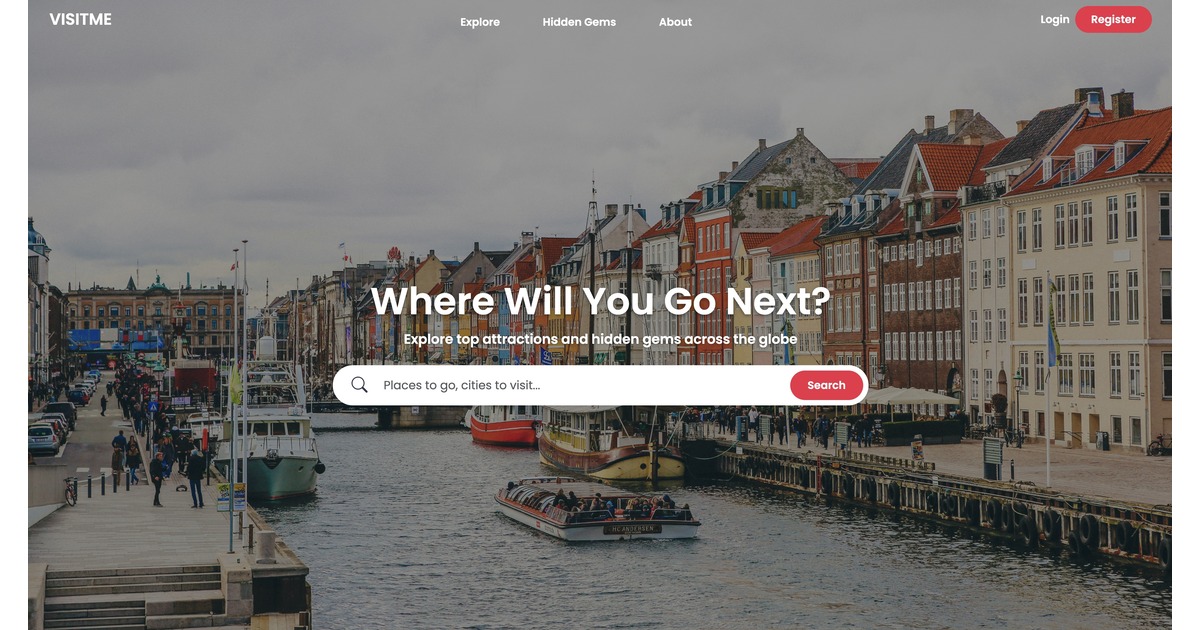 VISITME
Explore Hidden Gems About
Login Register
Where Will You Go Next?
Explore top attractions and hidden gems across the globe
Places to go, cities to visit...
Search
H.C. ANDERSEN